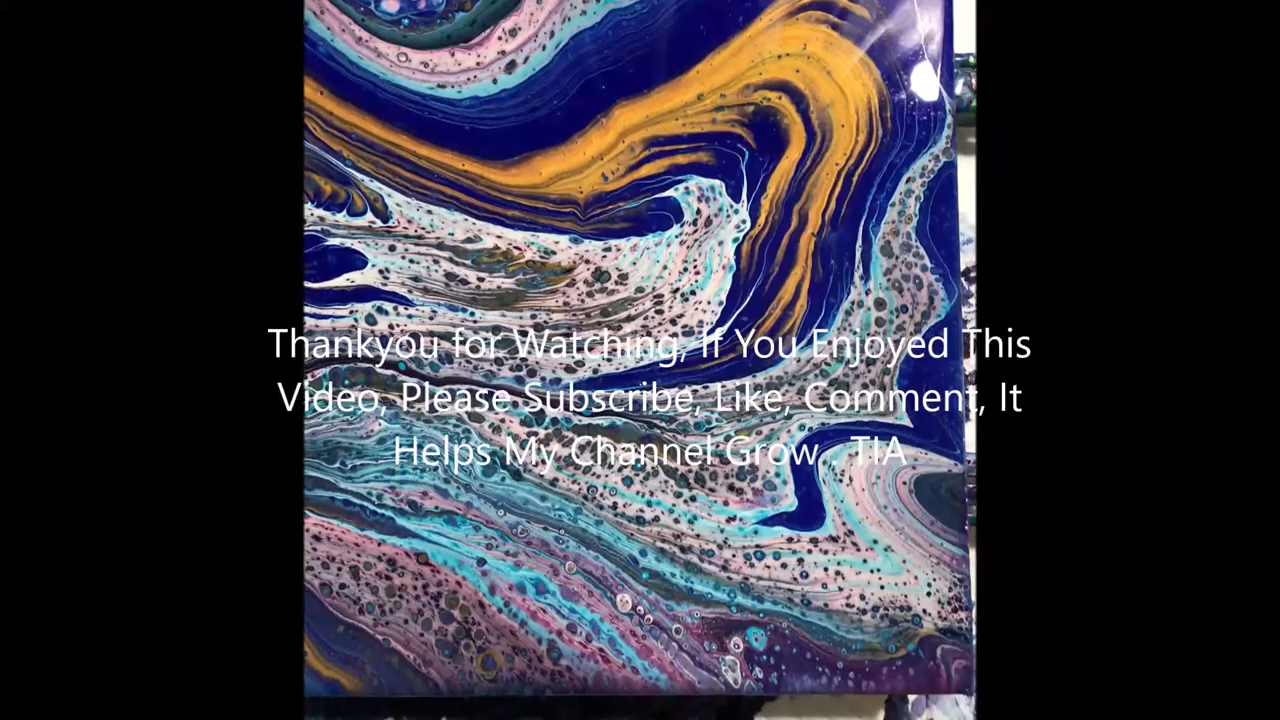 Thankyou for Watching, If You Enjoyed This
Video, Please Subscribe, Like, Comment, It
Helps My Channel Grow . TIA